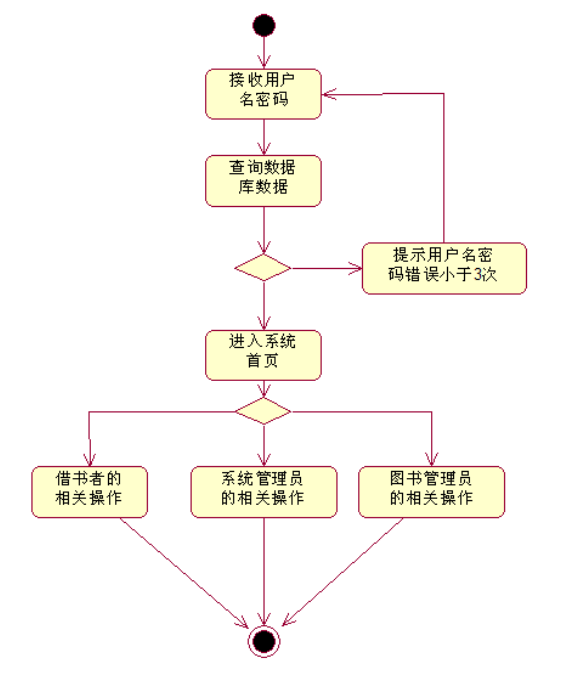 接收用户
名密码
查询数据
库数据
提示用户名密
码错误小于3次
进入系统
首页
借书者的
相关操作
系统管理员
的相关操作
图书管理员
的相关操作